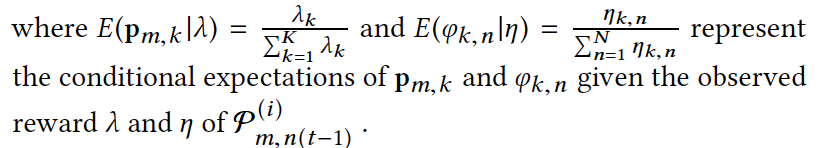 where $E(\mathbf{p}_{m,k}|\lambda) = \frac{\lambda_k}{\sum_{k=1}^{K} \lambda_k}$ and $E(\varphi_{k,n}|\eta) = \frac{\eta_{k,n}}{\sum_{n=1}^{N} \eta_{k,n}}$ represent
the conditional expectations of $\mathbf{p}_{m,k}$ and $\varphi_{k,n}$ given the observed
reward $\lambda$ and $\eta$ of $\mathcal{P}_{m,n(t-1)}^{(i)}$ .